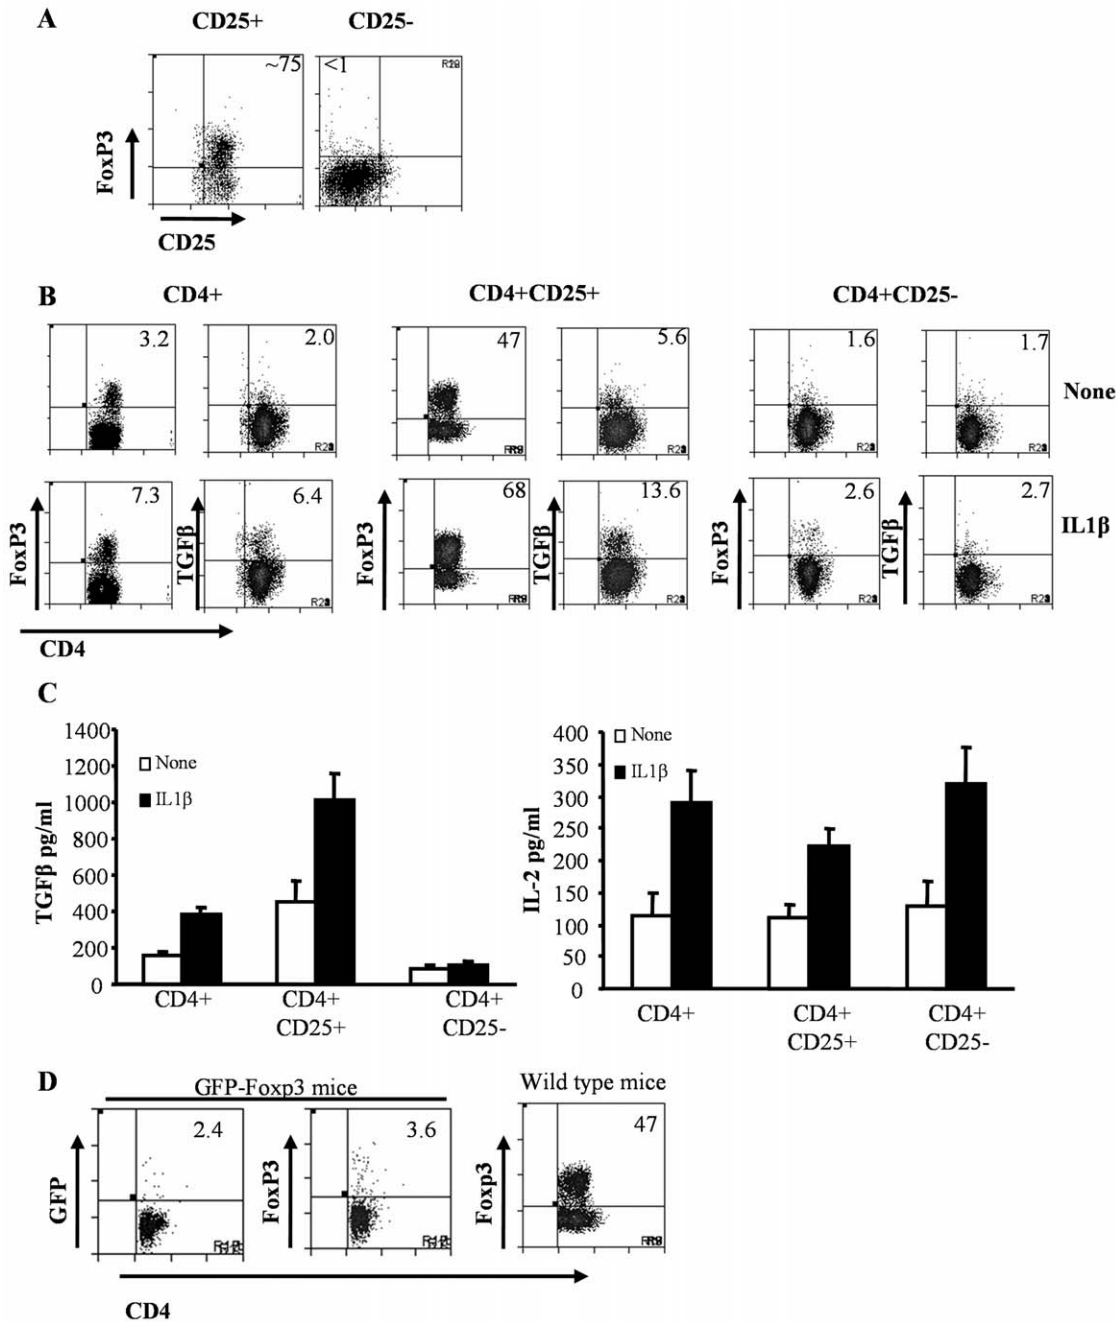 A
CD25+ CD25-
~75 <1
FoxP3
CD25
B
CD4+ CD4+CD25+ CD4+CD25-
3.2 2.0 47 5.6 1.6 1.7
None
7.3 6.4 68 13.6 2.6 2.7
IL1β
FoxP3 TGFβ FoxP3 TGFβ FoxP3 TGFβ
CD4
C
1400
1200
1000
800
600
400
200
0
TGFβ pg/ml
None
IL1β
CD4+ CD4+ CD4+
CD25+ CD25-
400
350
300
250
200
150
100
50
0
IL-2 pg/ml
None
IL1β
CD4+ CD4+ CD4+
CD25+ CD25-
D
GFP-Foxp3 mice Wild type mice
2.4 3.6 47
GFP FoxP3 Foxp3
CD4